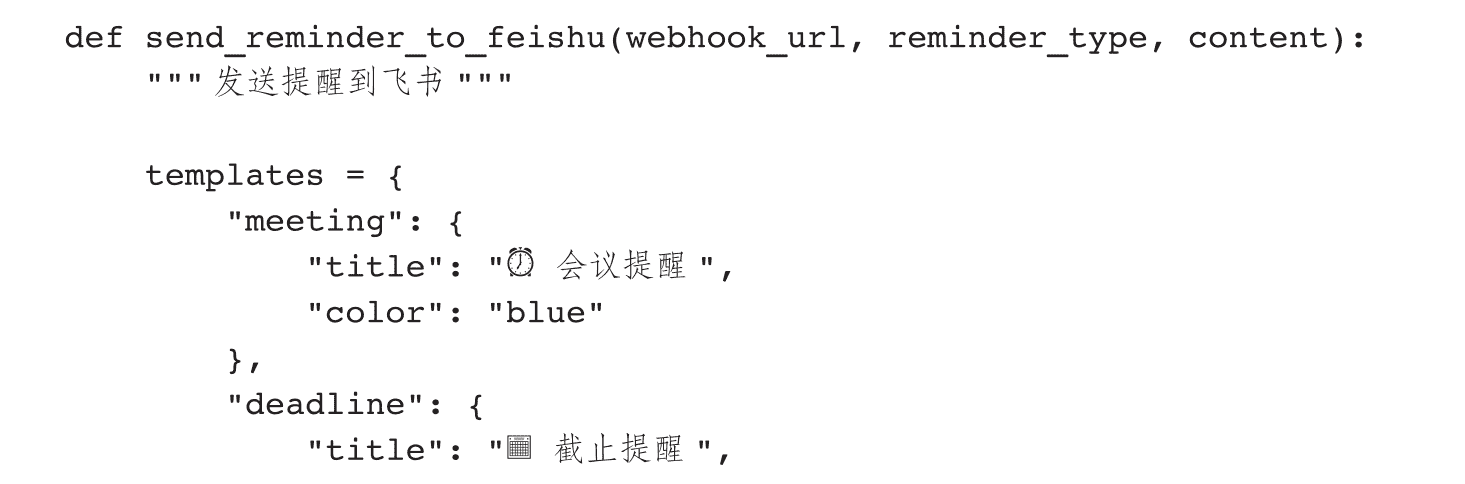 def send_reminder_to_feishu(webhook_url, reminder_type, content):
    """ 发送提醒到飞书 """
    templates = {
        "meeting": {
            "title": "⏰ 会议提醒 ",
            "color": "blue"
        },
        "deadline": {
            "title": "📅 截止提醒 ",